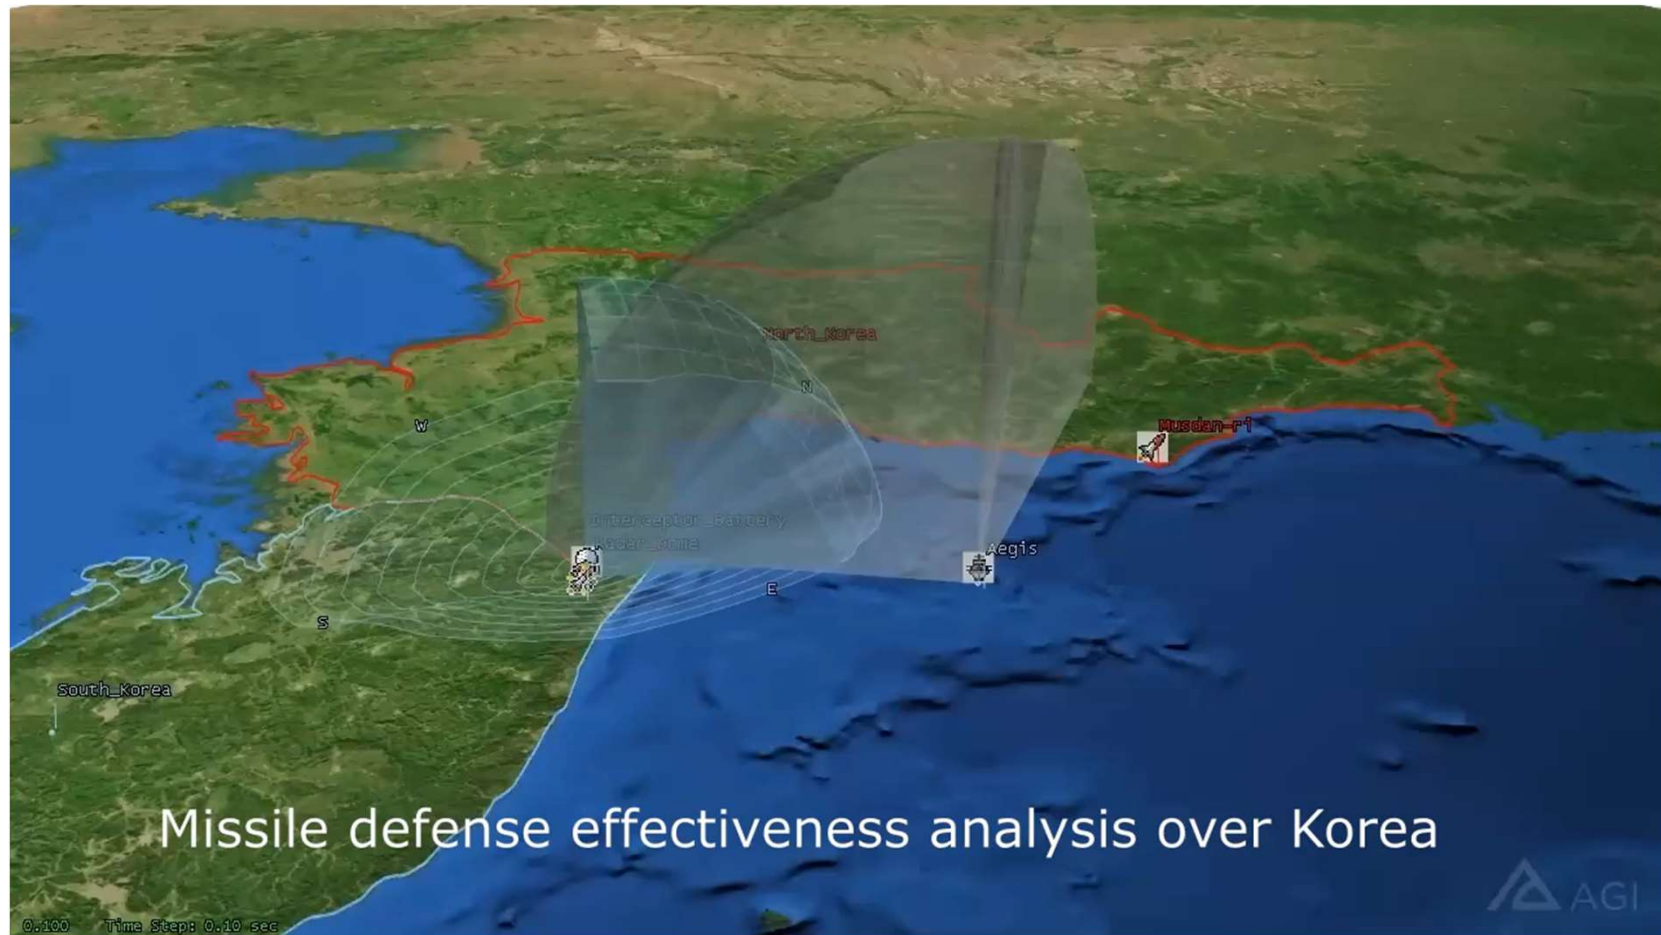 North_Korea
N
W
Musdan-ri
Interceptor_Battery
Radar_Dome
Aegis
E
S
South_Korea
Missile defense effectiveness analysis over Korea
AGI
0.100 Time Step: 0.10 sec